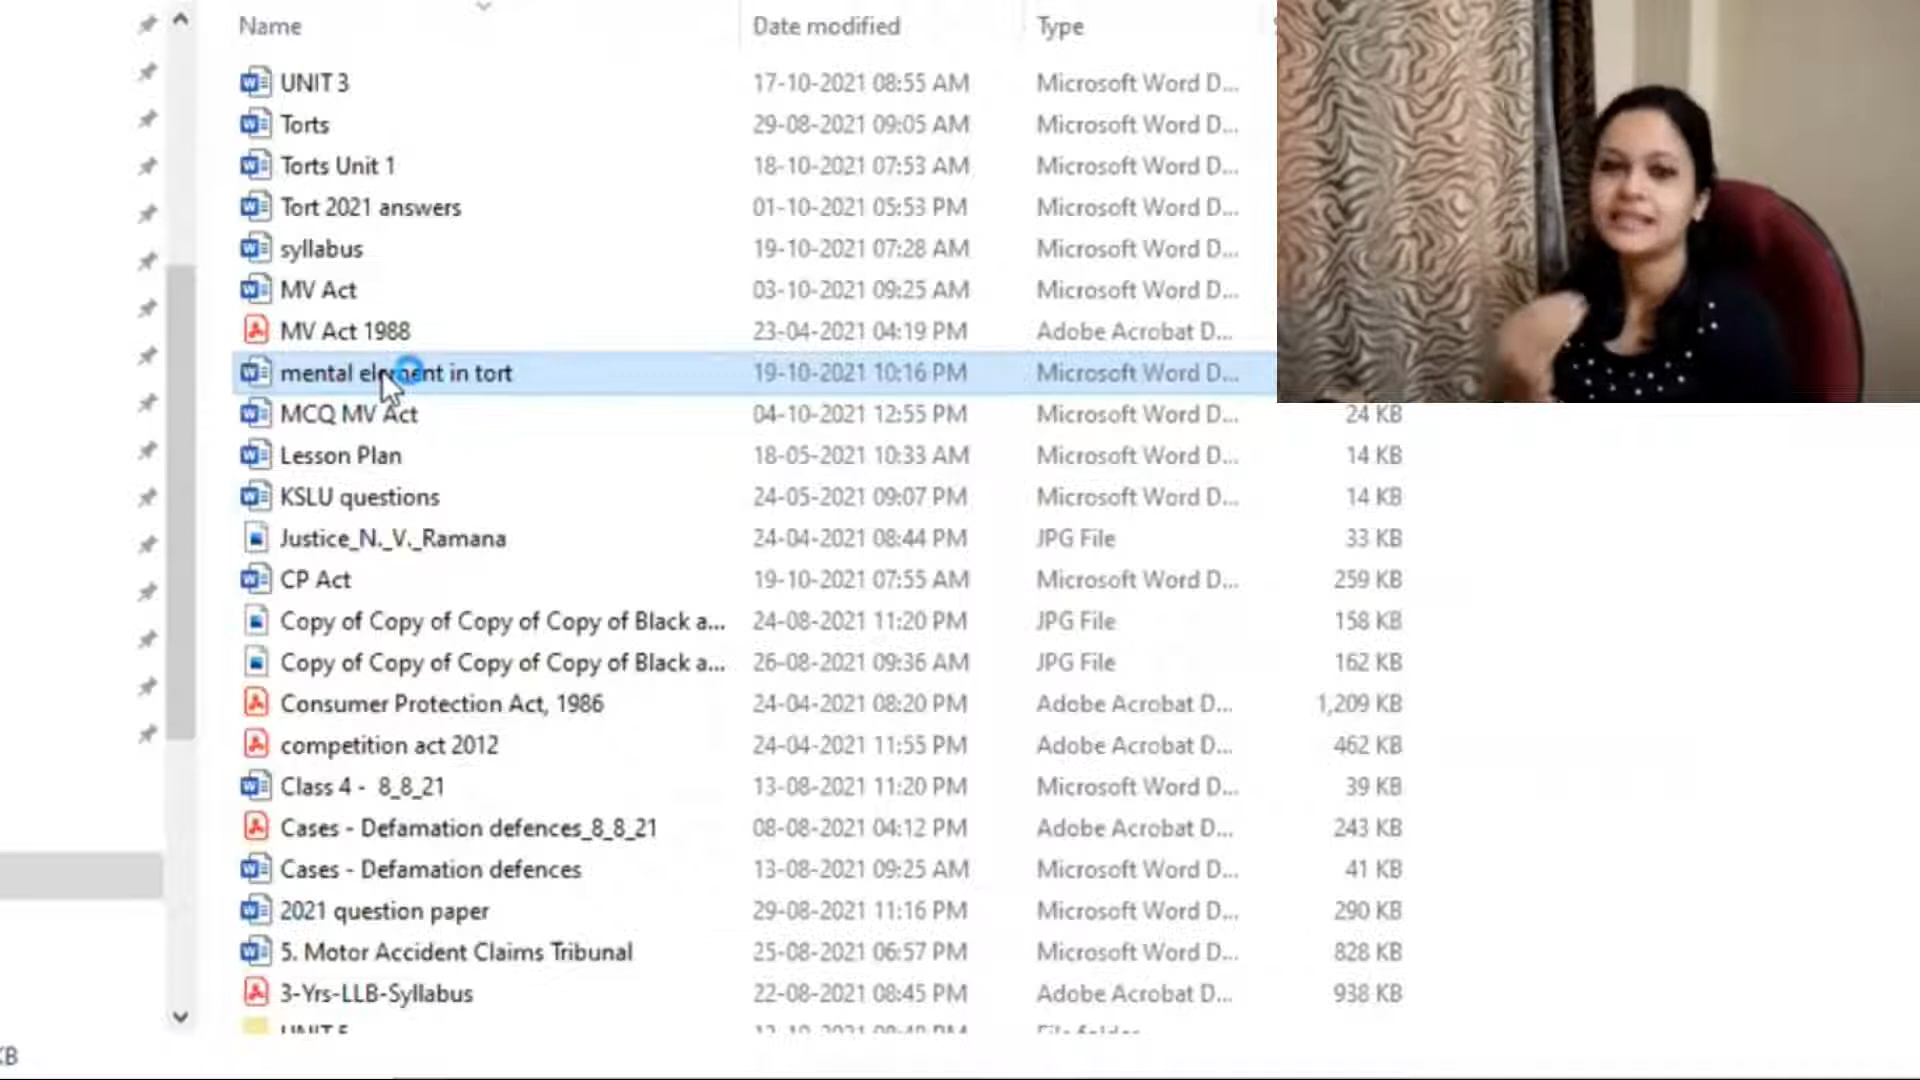 Name Date modified Type
UNIT 3 17-10-2021 08:55 AM Microsoft Word D...
Torts 29-08-2021 09:05 AM Microsoft Word D...
Torts Unit 1 18-10-2021 07:53 AM Microsoft Word D...
Tort 2021 answers 01-10-2021 05:53 PM Microsoft Word D...
syllabus 19-10-2021 07:28 AM Microsoft Word D...
MV Act 03-10-2021 09:25 AM Microsoft Word D...
MV Act 1988 23-04-2021 04:19 PM Adobe Acrobat D...
mental element in tort 19-10-2021 10:16 PM Microsoft Word D...
MCQ MV Act 04-10-2021 12:55 PM Microsoft Word D... 24 KB
Lesson Plan 18-05-2021 10:33 AM Microsoft Word D... 14 KB
KSLU questions 24-05-2021 09:07 PM Microsoft Word D... 14 KB
Justice_N._V._Ramana 24-04-2021 08:44 PM JPG File 33 KB
CP Act 19-10-2021 07:55 AM Microsoft Word D... 259 KB
Copy of Copy of Copy of Copy of Black a... 24-08-2021 11:20 PM JPG File 158 KB
Copy of Copy of Copy of Copy of Black a... 26-08-2021 09:36 AM JPG File 162 KB
Consumer Protection Act, 1986 24-04-2021 08:20 PM Adobe Acrobat D... 1,209 KB
competition act 2012 24-04-2021 11:55 PM Adobe Acrobat D... 462 KB
Class 4 - 8_8_21 13-08-2021 11:20 PM Microsoft Word D... 39 KB
Cases - Defamation defences_8_8_21 08-08-2021 04:12 PM Adobe Acrobat D... 243 KB
Cases - Defamation defences 13-08-2021 09:25 AM Microsoft Word D... 41 KB
2021 question paper 29-08-2021 11:16 PM Microsoft Word D... 290 KB
5. Motor Accident Claims Tribunal 25-08-2021 06:57 PM Microsoft Word D... 828 KB
3-Yrs-LLB-Syllabus 22-08-2021 08:45 PM Adobe Acrobat D... 938 KB
UNIT 5 File folder
KB